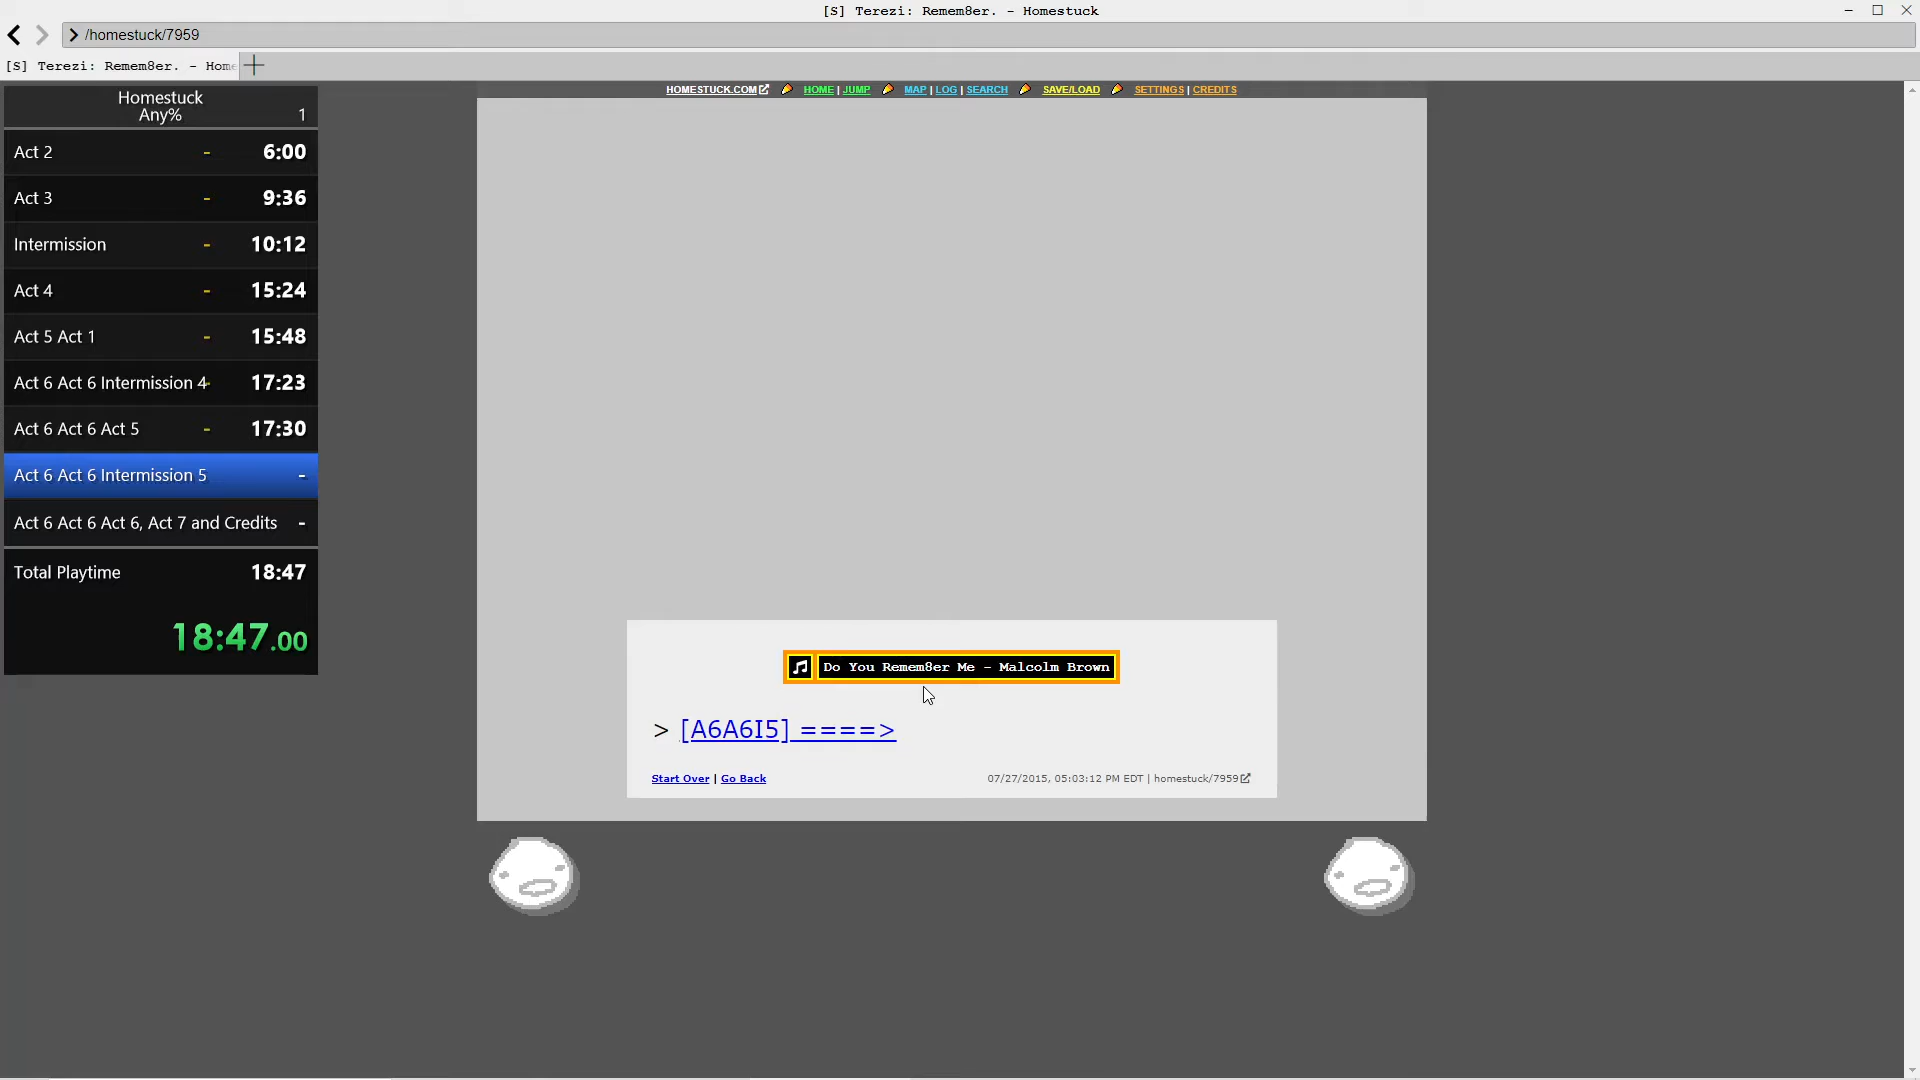 [S] Terezi: Remem8er. - Homestuck
/homestuck/7959
[S] Terezi: Remem8er. - Home
HOMESTUCK.COM HOME | JUMP MAP | LOG | SEARCH SAVE/LOAD SETTINGS | CREDITS
Homestuck
Any% 1
Act 2 - 6:00
Act 3 - 9:36
Intermission - 10:12
Act 4 - 15:24
Act 5 Act 1 - 15:48
Act 6 Act 6 Intermission 4- 17:23
Act 6 Act 6 Act 5 - 17:30
Act 6 Act 6 Intermission 5 -
Act 6 Act 6 Act 6, Act 7 and Credits -
Total Playtime 18:47
18:47.00
Do You Remem8er Me - Malcolm Brown
> [A6A6I5] ====>
Start Over | Go Back 07/27/2015, 05:03:12 PM EDT | homestuck/7959